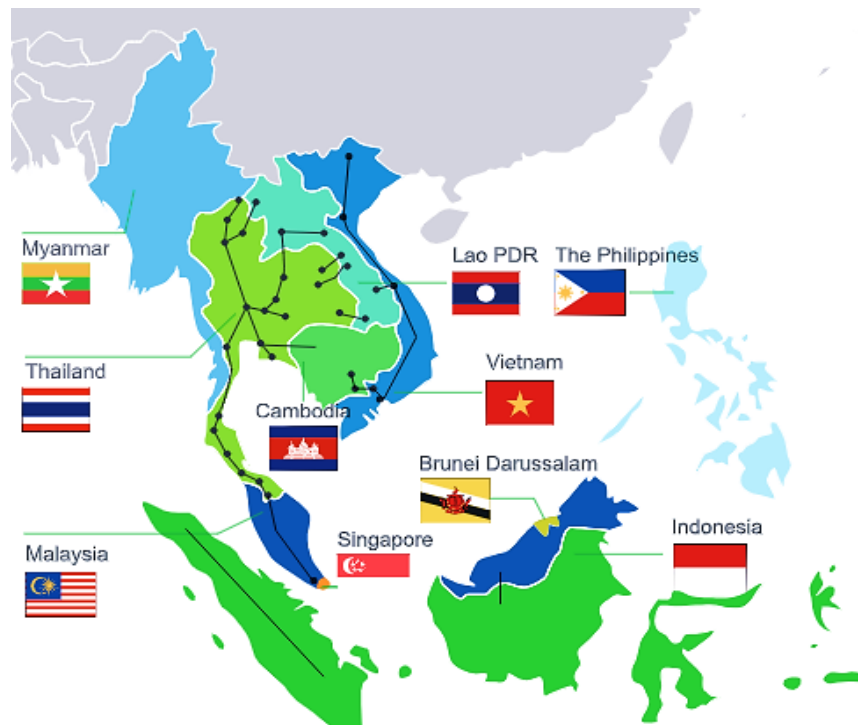 Myanmar
Lao PDR
The Philippines
Thailand
Vietnam
Cambodia
Brunei Darussalam
Indonesia
Singapore
Malaysia